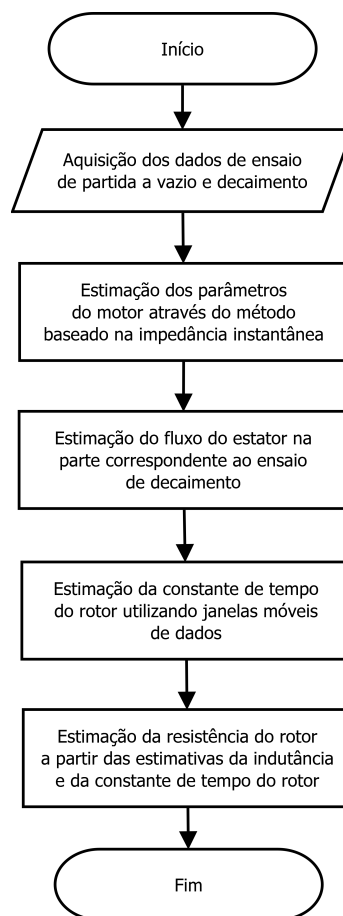 Início
Aquisição dos dados de ensaio
de partida a vazio e decaimento
Estimação dos parâmetros
do motor através do método
baseado na impedância instantânea
Estimação do fluxo do estator na
parte correspondente ao ensaio
de decaimento
Estimação da constante de tempo
do rotor utilizando janelas móveis
de dados
Estimação da resistência do rotor
a partir das estimativas da indutância
e da constante de tempo do rotor
Fim